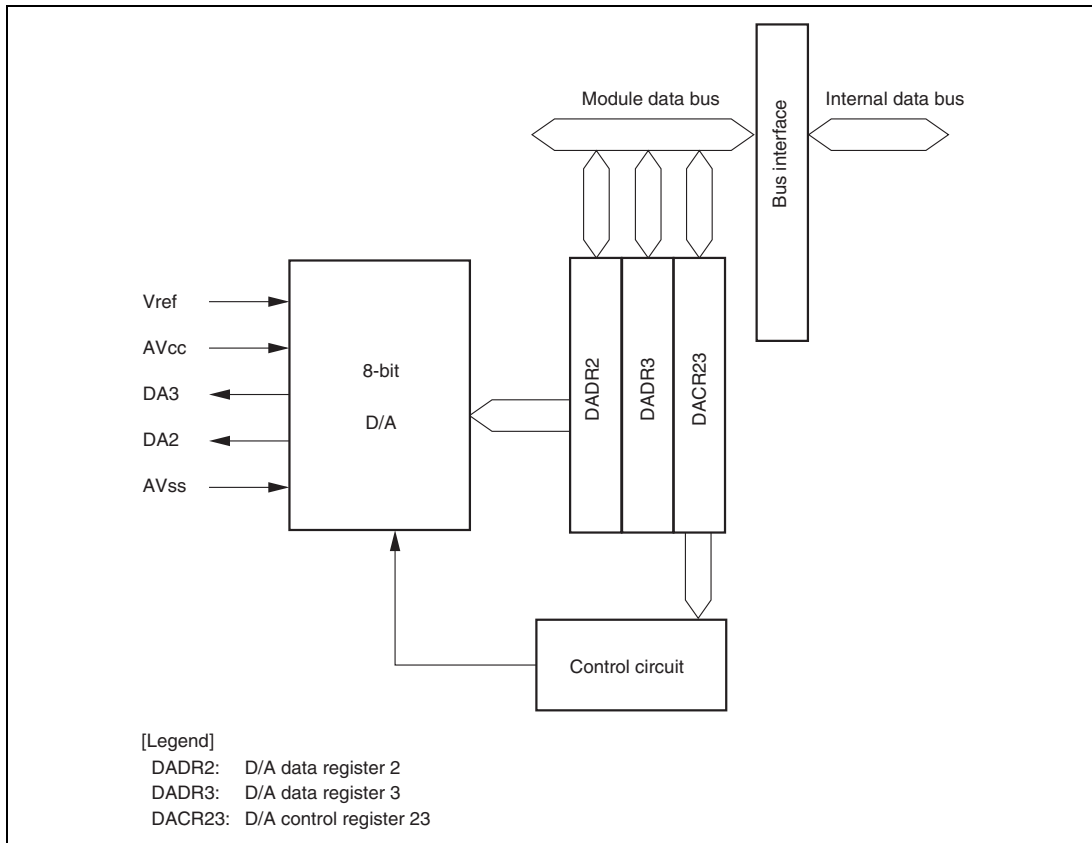 Module data bus
Internal data bus
Bus interface
Vref
AVcc
DA3
DA2
AVss
8-bit
D/A
DADR2
DADR3
DACR23
Control circuit
[Legend]
DADR2: D/A data register 2
DADR3: D/A data register 3
DACR23: D/A control register 23